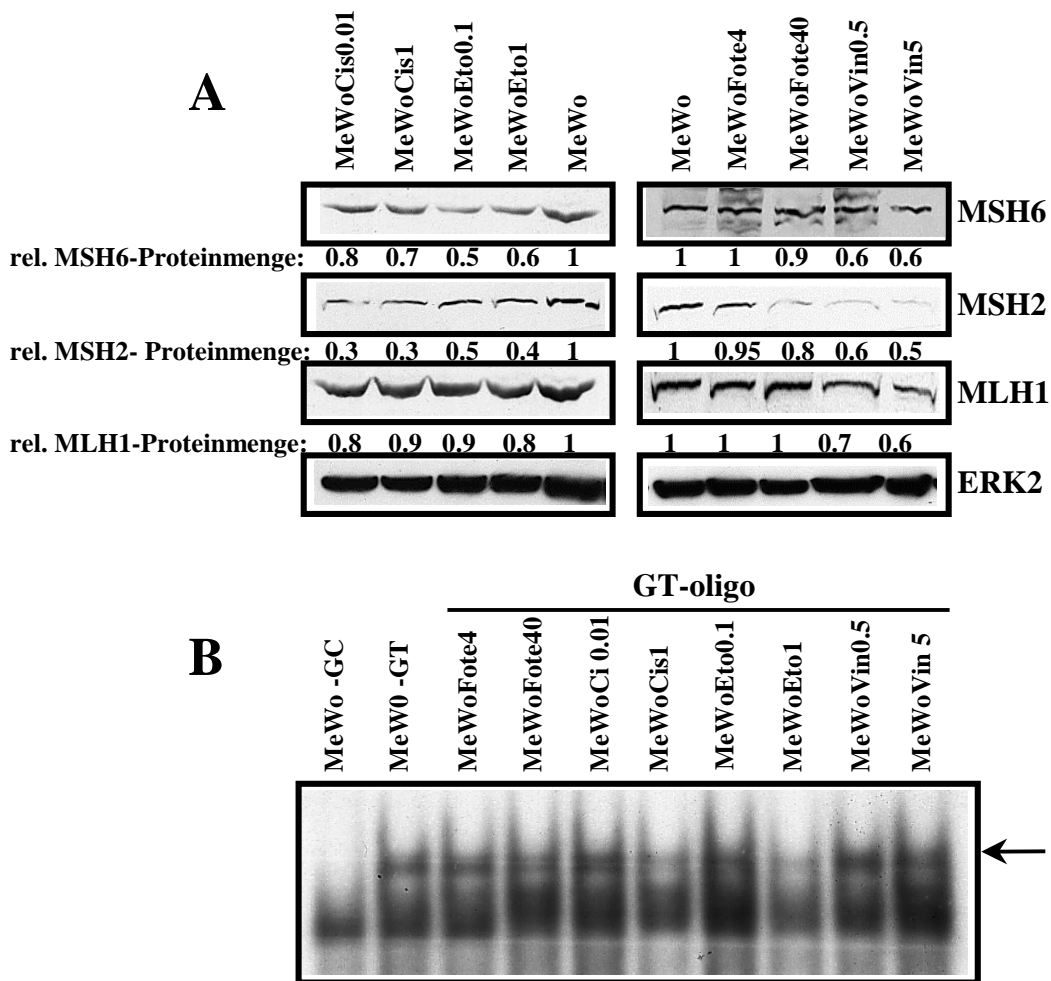 A
MeWoCis0.01
MeWoCis1
MeWoEto0.1
MeWoEto1
MeWo
MeWo
MeWoFote4
MeWoFote40
MeWoVin0.5
MeWoVin5
MSH6
rel. MSH6-Proteinmenge: 0.8 0.7 0.5 0.6 1 1 1 0.9 0.6 0.6
MSH2
rel. MSH2- Proteinmenge: 0.3 0.3 0.5 0.4 1 1 0.95 0.8 0.6 0.5
MLH1
rel. MLH1-Proteinmenge: 0.8 0.9 0.9 0.8 1 1 1 1 0.7 0.6
ERK2
GT-oligo
B
MeWo -GC
MeW0 -GT
MeWoFote4
MeWoFote40
MeWoCi 0.01
MeWoCis1
MeWoEto0.1
MeWoEto1
MeWoVin0.5
MeWoVin 5